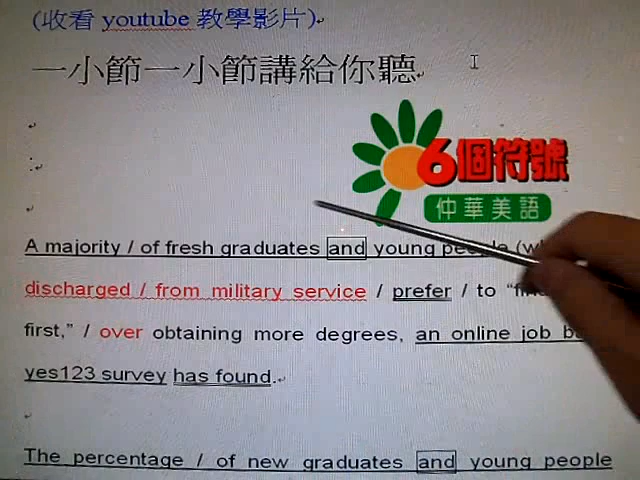 (收看 youtube 教學影片)
一小節一小節講給你聽
6個符號
仲華美語
:
A majority / of fresh graduates and young people
discharged / from military service / prefer / to “
first,” / over obtaining more degrees, an online job
yes123 survey has found.
The percentage / of new graduates and young people